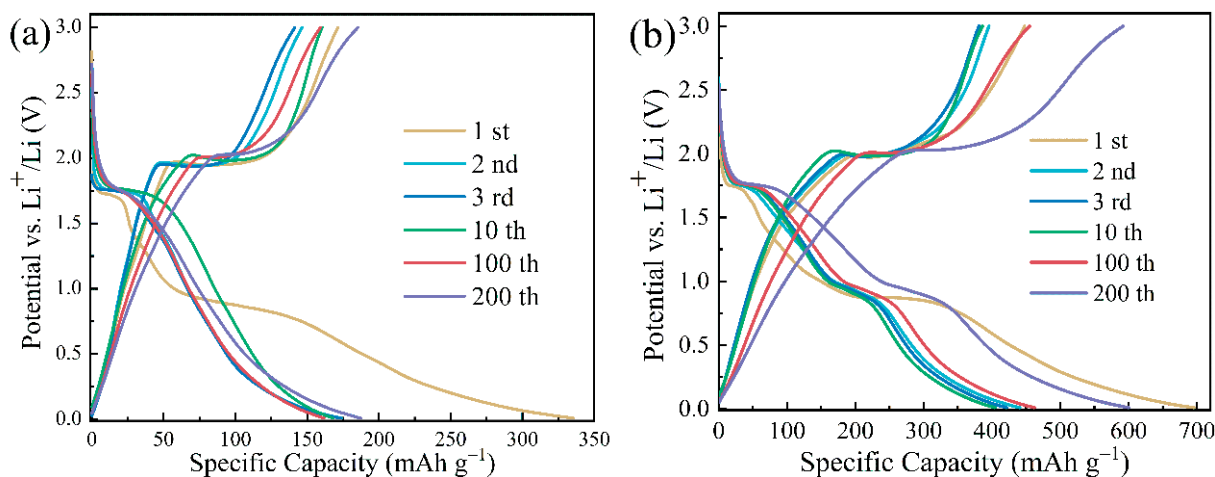 (a)
Potential vs. Li⁺/Li (V)
3.0
2.5
2.0
1.5
1.0
0.5
0.0
1 st
2 nd
3 rd
10 th
100 th
200 th
0 50 100 150 200 250 300 350
Specific Capacity (mAh g⁻¹)
(b)
Potential vs. Li⁺/Li (V)
3.0
2.5
2.0
1.5
1.0
0.5
0.0
1 st
2 nd
3 rd
10 th
100 th
200 th
0 100 200 300 400 500 600 700
Specific Capacity (mAh g⁻¹)